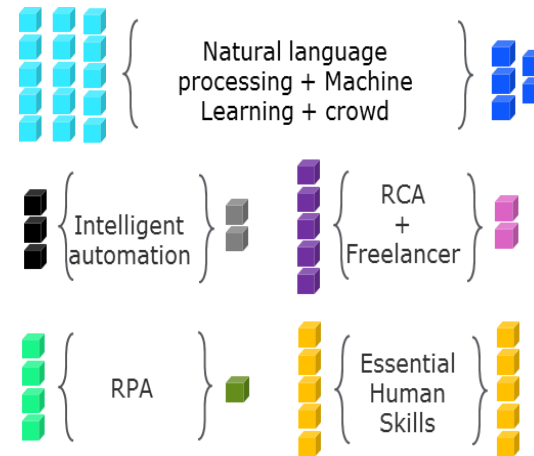 Natural language
processing + Machine
Learning + crowd
Intelligent
automation
RCA
+
Freelancer
RPA
Essential
Human
Skills